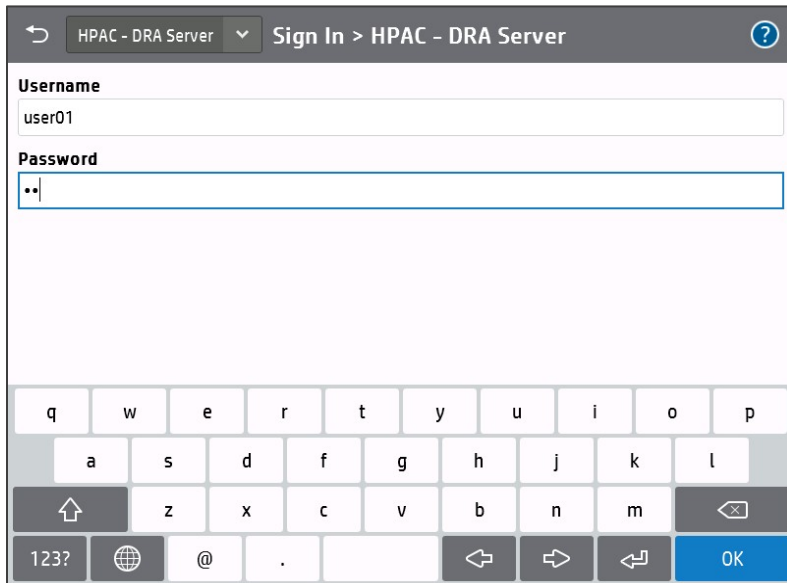 HPAC - DRA Server Sign In > HPAC - DRA Server ?
Username
user01
Password
••
q w e r t y u i o p
a s d f g h j k l
z x c v b n m
123? @ . OK